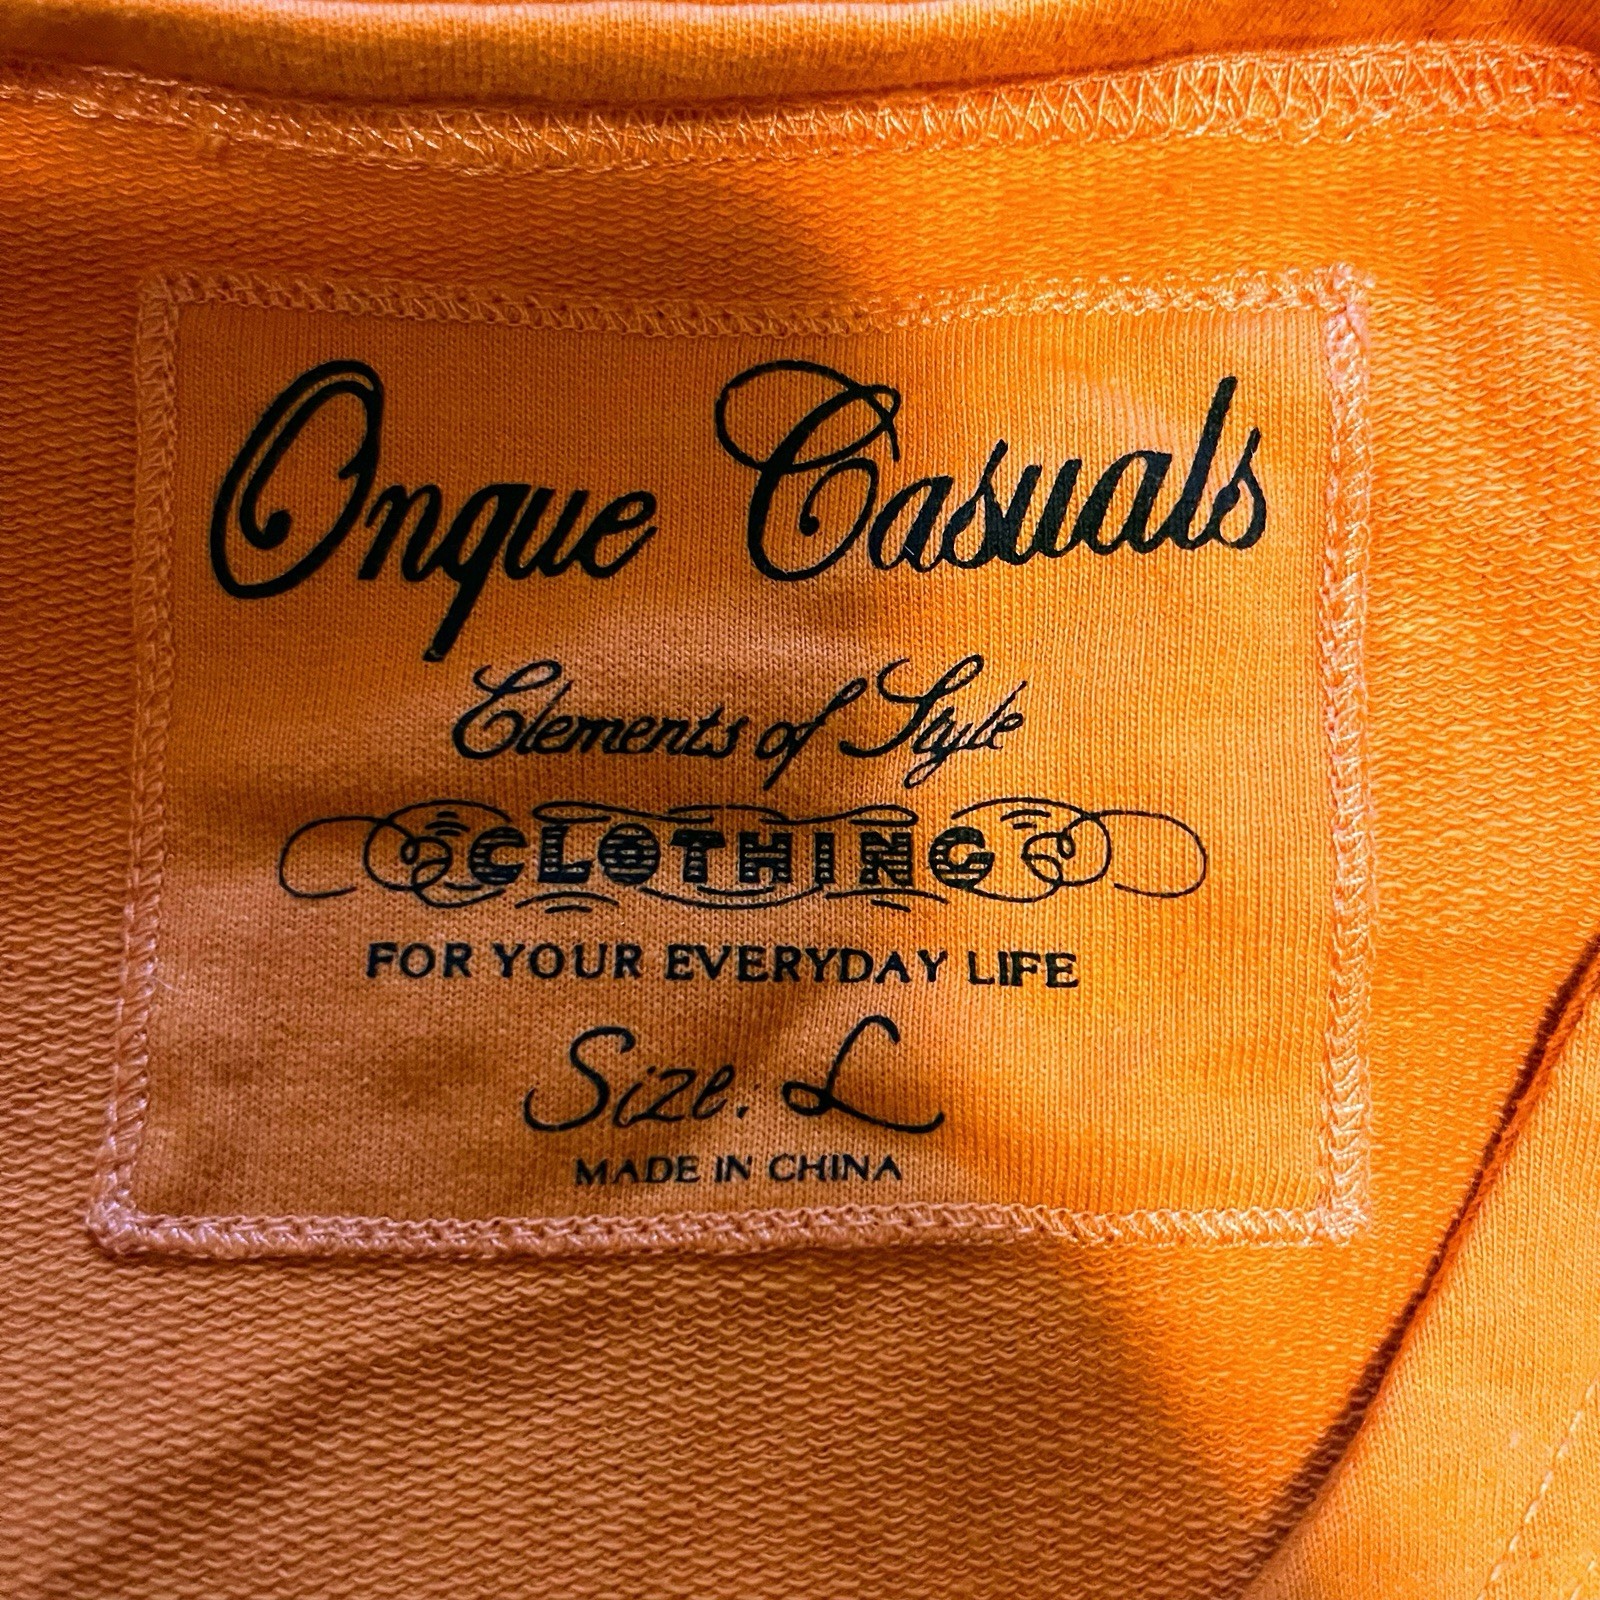 Onque Casuals
Elements of Style
CLOTHING
FOR YOUR EVERYDAY LIFE
Size. L
MADE IN CHINA